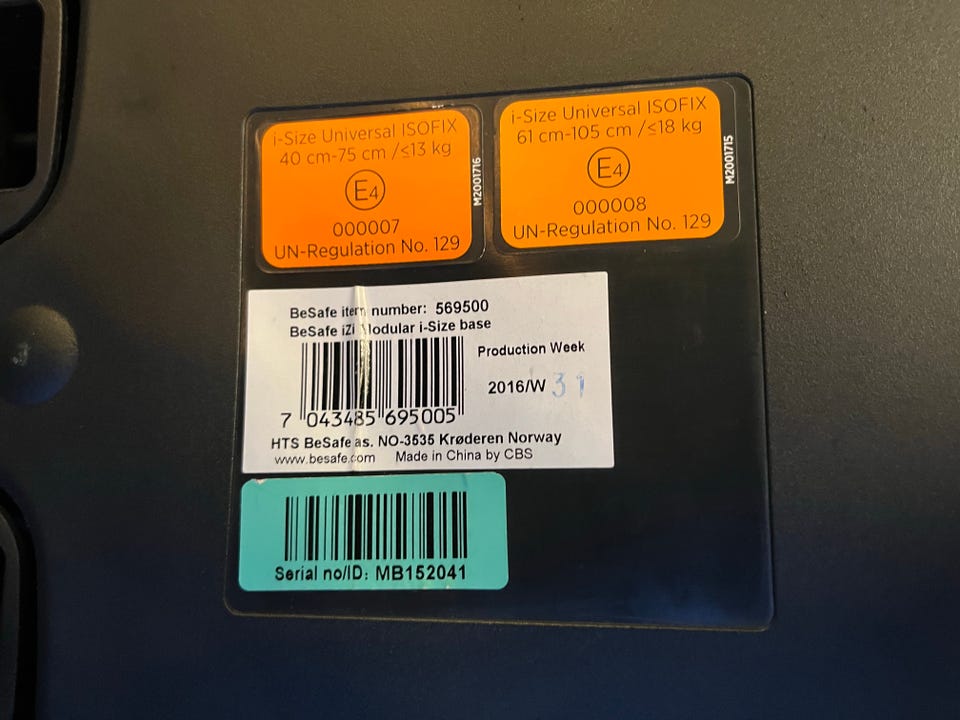 i-Size Universal ISOFIX
40 cm-75 cm /≤13 kg
E4
000007
UN-Regulation No. 129
M2001716
i-Size Universal ISOFIX
61 cm-105 cm /≤18 kg
E4
000008
UN-Regulation No. 129
M2001715
BeSafe item number: 569500
BeSafe iZi Modular i-Size base
Production Week
2016/W 31
7 043485 695005
HTS BeSafe as. NO-3535 Krøderen Norway
www.besafe.com Made in China by CBS
Serial no/ID: MB152041